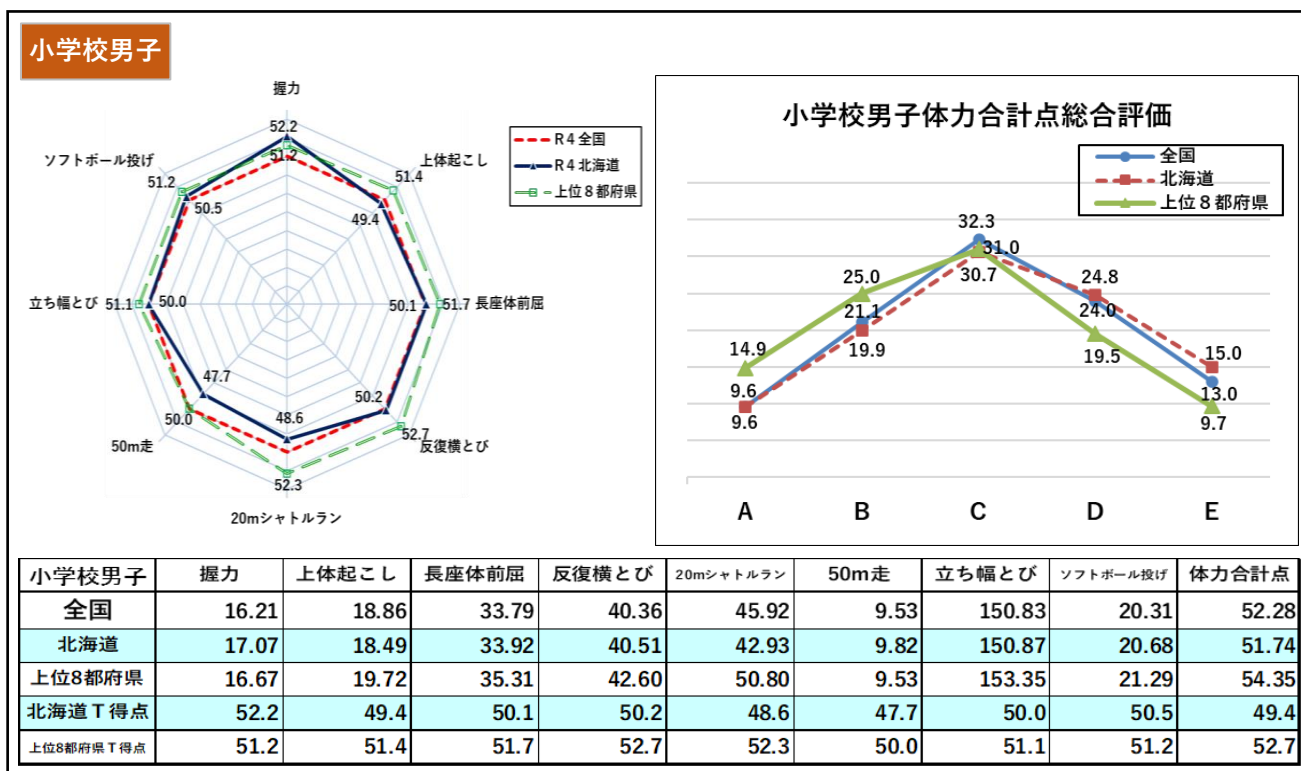 小学校男子
握力
52.2
51.2
上体起こし
51.4
49.4
長座体前屈
51.7
50.1
反復横とび
50.2
52.7
20mシャトルラン
48.6
52.3
50m走
47.7
50.0
立ち幅とび
51.1
50.0
ソフトボール投げ
51.2
50.5
R4全国
R4北海道
上位8都府県
小学校男子体力合計点総合評価
全国
北海道
上位8都府県
32.3
31.0
30.7
25.0
21.1
19.9
24.8
24.0
19.5
14.9
9.6
9.6
15.0
13.0
9.7
A B C D E
小学校男子 握力 上体起こし 長座体前屈 反復横とび 20mシャトルラン 50m走 立ち幅とび ソフトボール投げ 体力合計点
全国 16.21 18.86 33.79 40.36 45.92 9.53 150.83 20.31 52.28
北海道 17.07 18.49 33.92 40.51 42.93 9.82 150.87 20.68 51.74
上位8都府県 16.67 19.72 35.31 42.60 50.80 9.53 153.35 21.29 54.35
北海道T得点 52.2 49.4 50.1 50.2 48.6 47.7 50.0 50.5 49.4
上位8都府県T得点 51.2 51.4 51.7 52.7 52.3 50.0 51.1 51.2 52.7